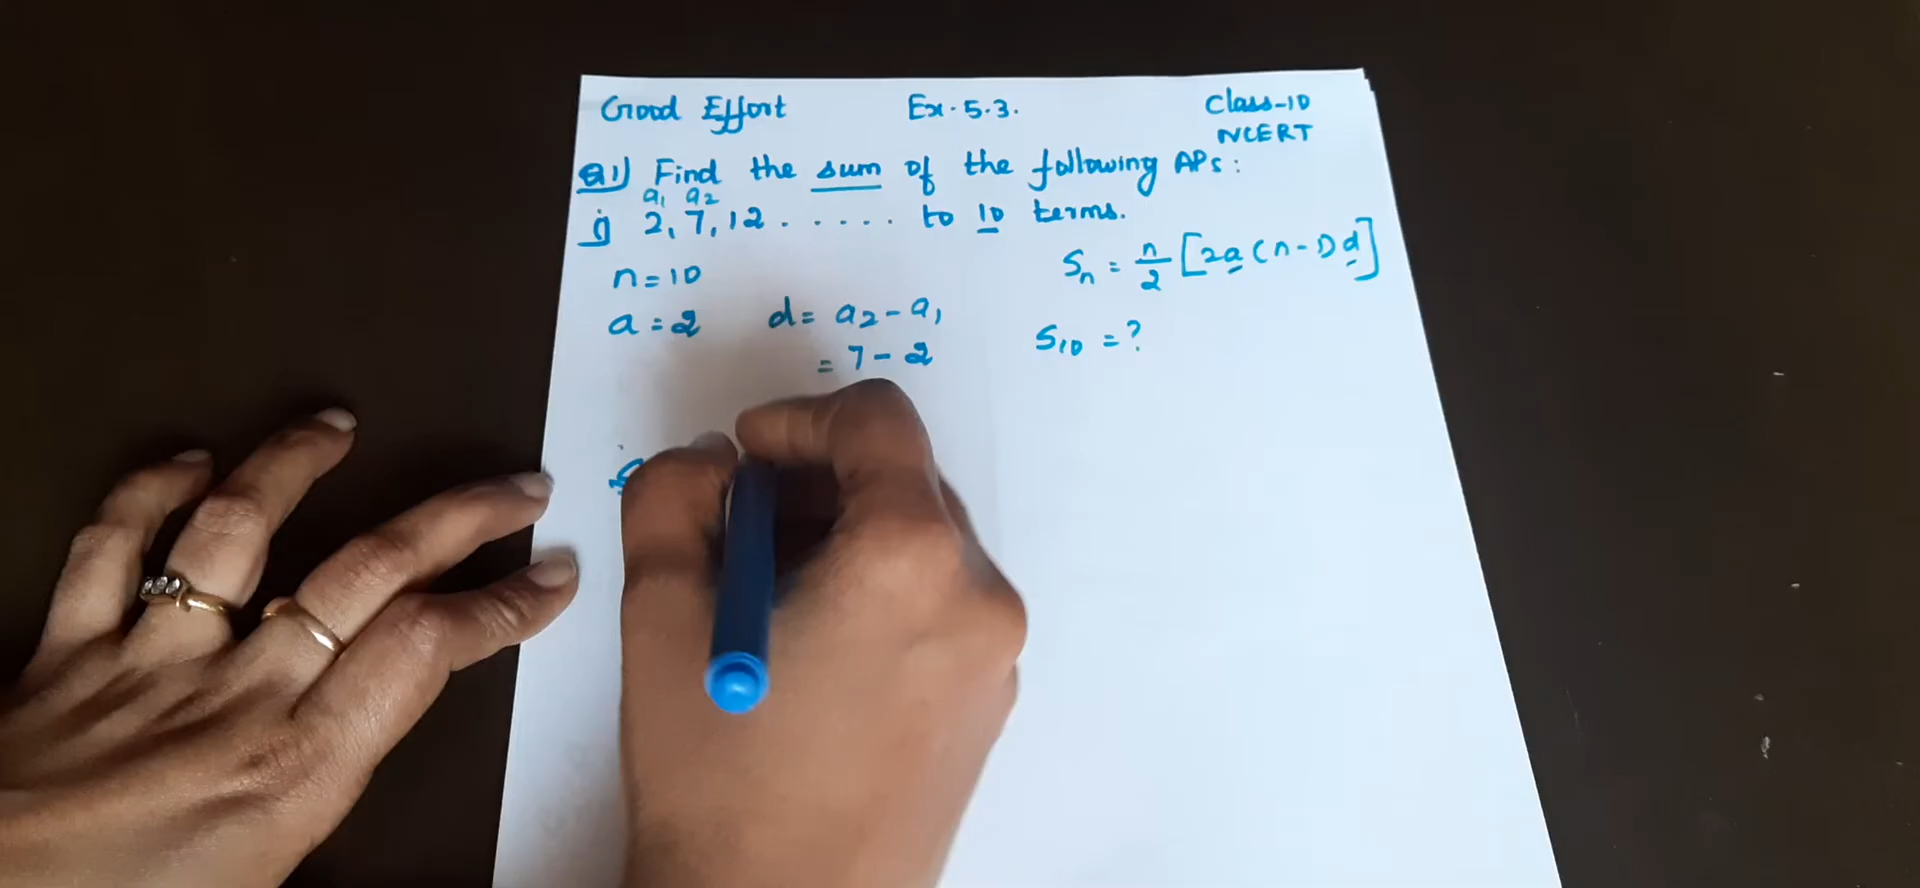 Good Effort Ex. 5.3. Class-10
NCERT
Q1) Find the sum of the following APs:
a1 a2
i) 2, 7, 12 . . . . . . to 10 terms.
Sn = n/2 [2a (n-1) d]
n = 10
a = 2 d = a2 - a1
S10 = ?
= 7 - 2